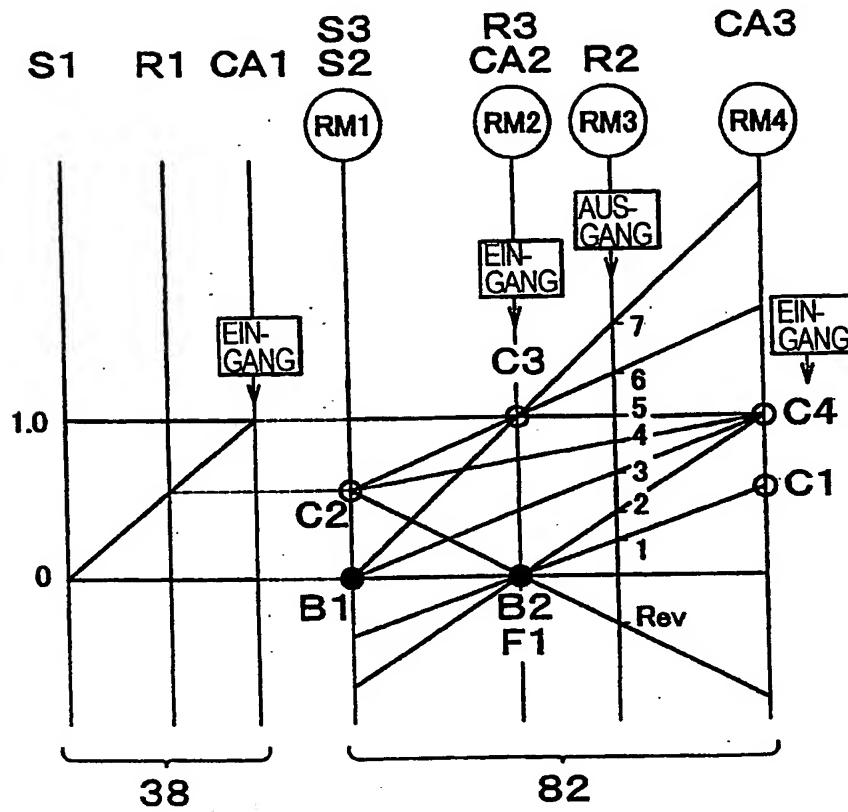 S1 R1 CA1 S3 R3 CA3
S2 CA2 R2
RM1 RM2 RM3 RM4
AUS-
GANG
EIN-
GANG
EIN-
GANG
EIN-
GANG
7
C3
6
1.0
5
C4
4
3
C1
C2
2
1
0
B1
B2
F1
Rev
38
82